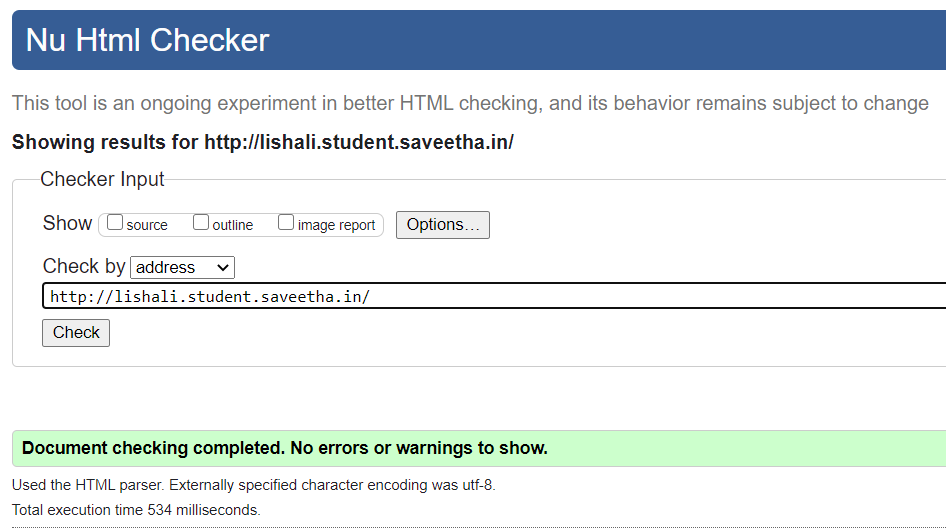 Nu Html Checker
This tool is an ongoing experiment in better HTML checking, and its behavior remains subject to change
Showing results for http://lishali.student.saveetha.in/
Checker Input
Show source outline image report Options...
Check by address
http://lishali.student.saveetha.in/
Check
Document checking completed. No errors or warnings to show.
Used the HTML parser. Externally specified character encoding was utf-8.
Total execution time 534 milliseconds.